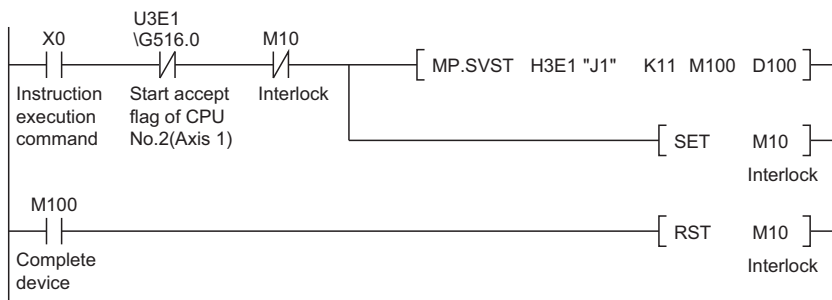 U3E1
X0 \G516.0 M10
MP.SVST H3E1 "J1" K11 M100 D100
Instruction Start accept Interlock
execution flag of CPU
command No.2(Axis 1)
SET M10
Interlock
M100
RST M10
Complete Interlock
device